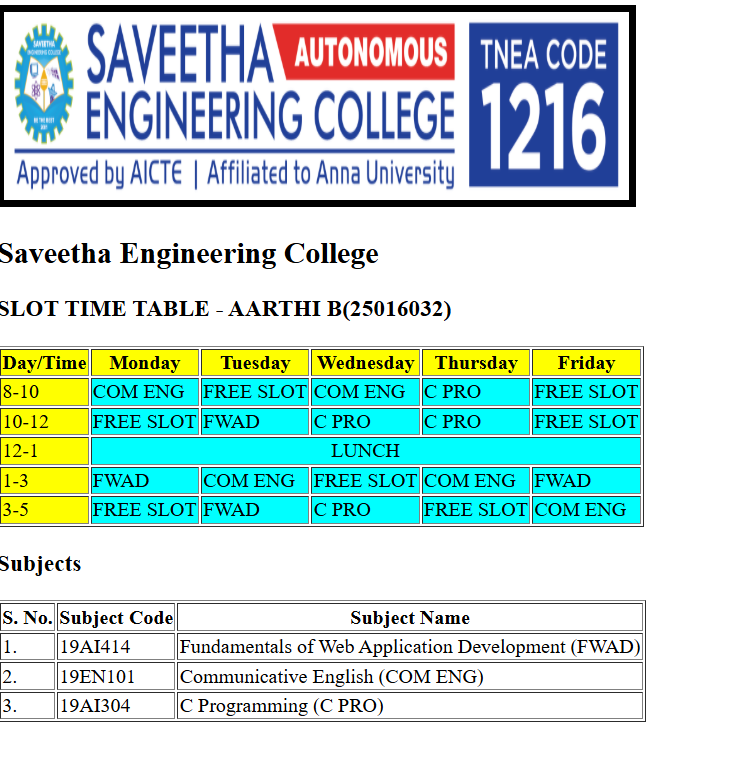 SAVEETHA AUTONOMOUS
ENGINEERING COLLEGE
Approved by AICTE | Affiliated to Anna University
TNEA CODE
1216
Saveetha Engineering College
SLOT TIME TABLE - AARTHI B(25016032)
Day/Time Monday Tuesday Wednesday Thursday Friday
8-10 COM ENG FREE SLOT COM ENG C PRO FREE SLOT
10-12 FREE SLOT FWAD C PRO C PRO FREE SLOT
12-1 LUNCH
1-3 FWAD COM ENG FREE SLOT COM ENG FWAD
3-5 FREE SLOT FWAD C PRO FREE SLOT COM ENG
Subjects
S. No. Subject Code Subject Name
1. 19AI414 Fundamentals of Web Application Development (FWAD)
2. 19EN101 Communicative English (COM ENG)
3. 19AI304 C Programming (C PRO)